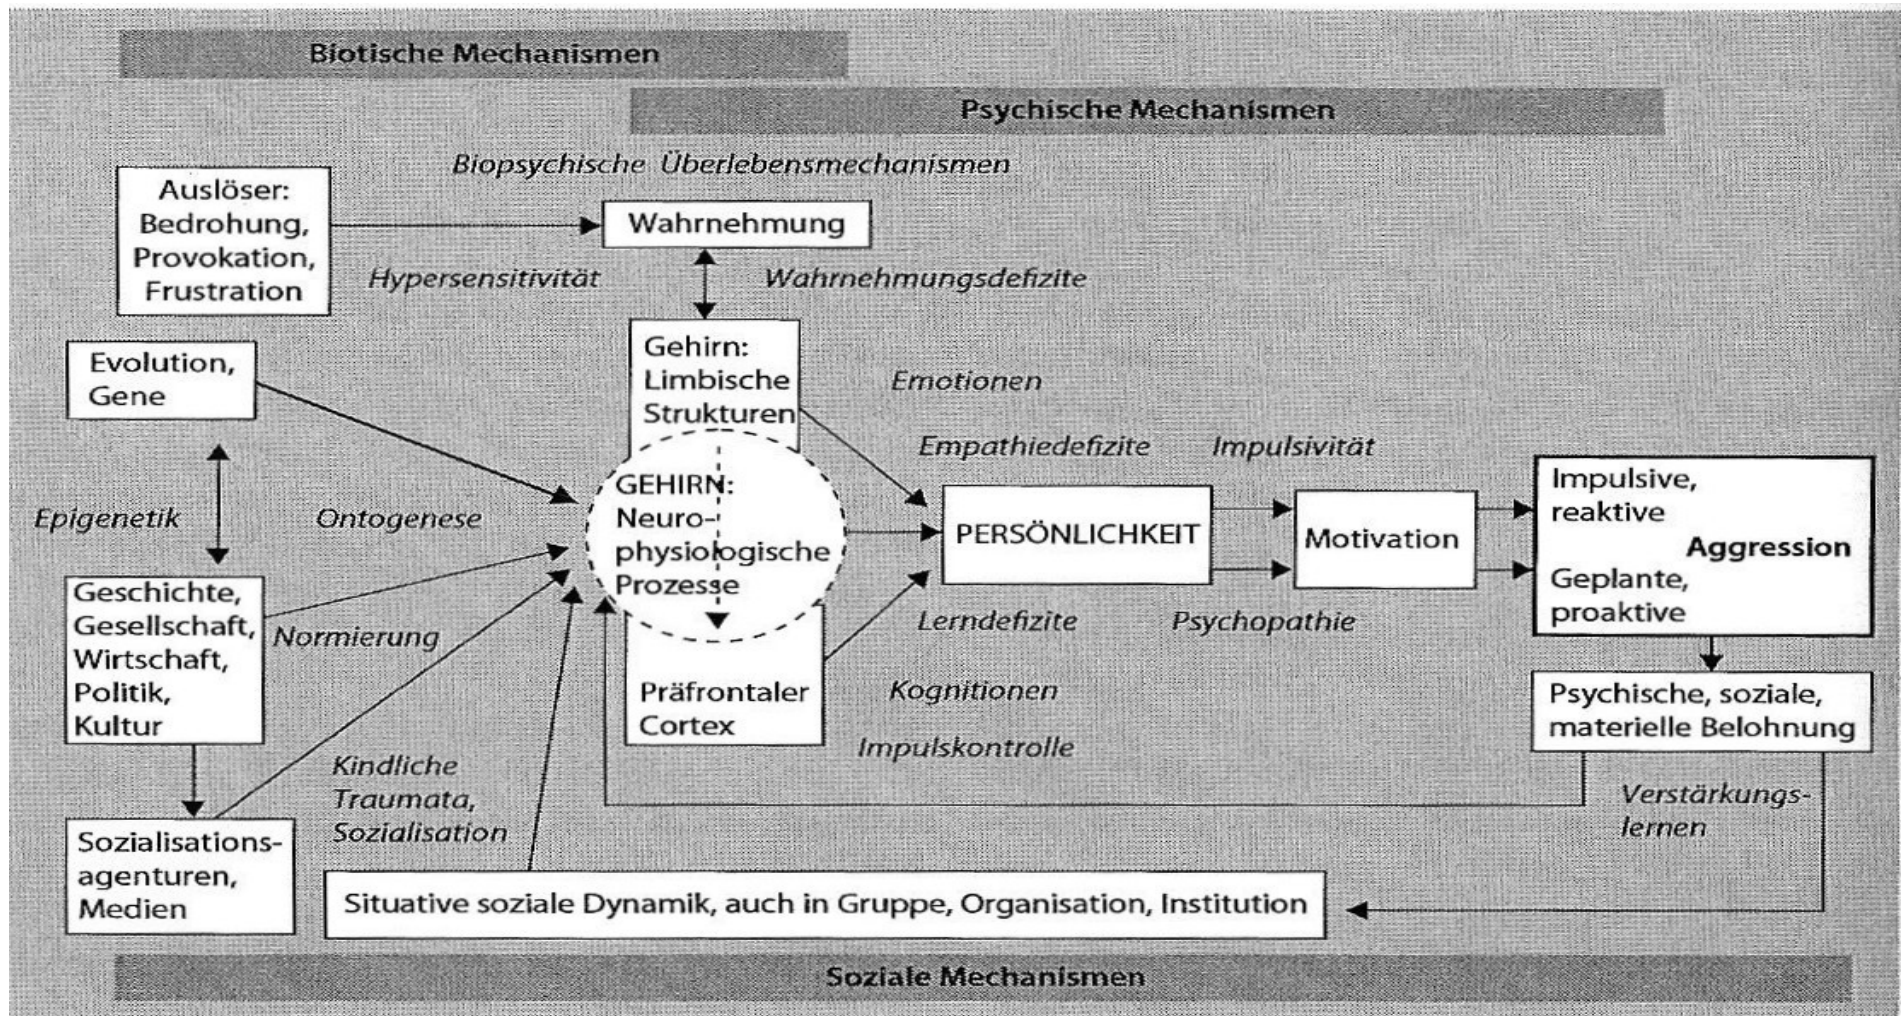 Biotische Mechanismen
Psychische Mechanismen
Biopsychische Überlebensmechanismen
Auslöser:
Bedrohung,
Provokation,
Frustration
Wahrnehmung
Hypersensitivität
Wahrnehmungsdefizite
Evolution,
Gene
Gehirn:
Limbische
Strukturen
Emotionen
Empathiedefizite
Impulsivität
Epigenetik
Ontogenese
GEHIRN:
Neuro-
physiologische
Prozesse
PERSÖNLICHKEIT
Motivation
Impulsive,
reaktive
Aggression
Geplante,
proaktive
Geschichte,
Gesellschaft,
Wirtschaft,
Politik,
Kultur
Normierung
Lerndefizite
Psychopathie
Präfrontaler
Cortex
Kognitionen
Impulskontrolle
Psychische, soziale,
materielle Belohnung
Kindliche
Traumata,
Sozialisation
Verstärkungs-
lernen
Sozialisations-
agenturen,
Medien
Situative soziale Dynamik, auch in Gruppe, Organisation, Institution
Soziale Mechanismen